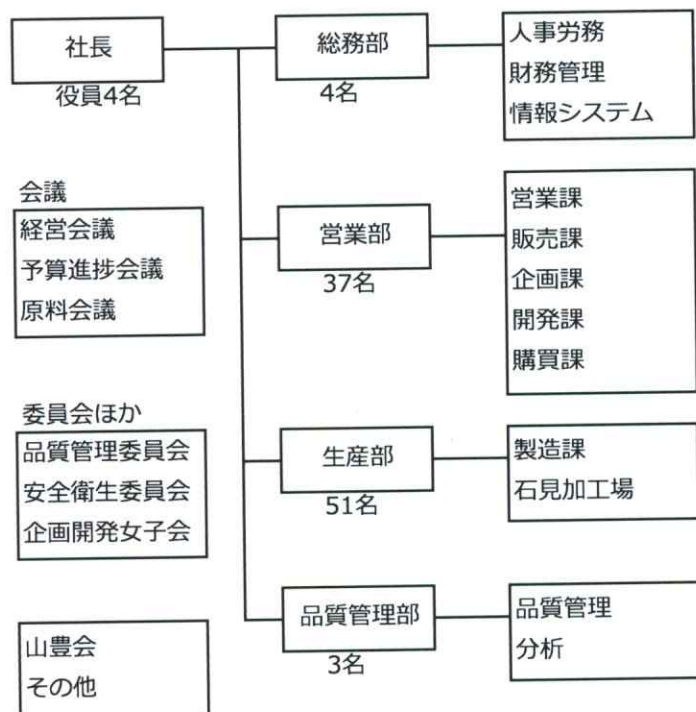 社長
役員4名
総務部
4名
人事労務
財務管理
情報システム
会議
経営会議
予算進捗会議
原料会議
営業部
37名
営業課
販売課
企画課
開発課
購買課
委員会ほか
品質管理委員会
安全衛生委員会
企画開発女子会
生産部
51名
製造課
石見加工場
山豊会
その他
品質管理部
3名
品質管理
分析